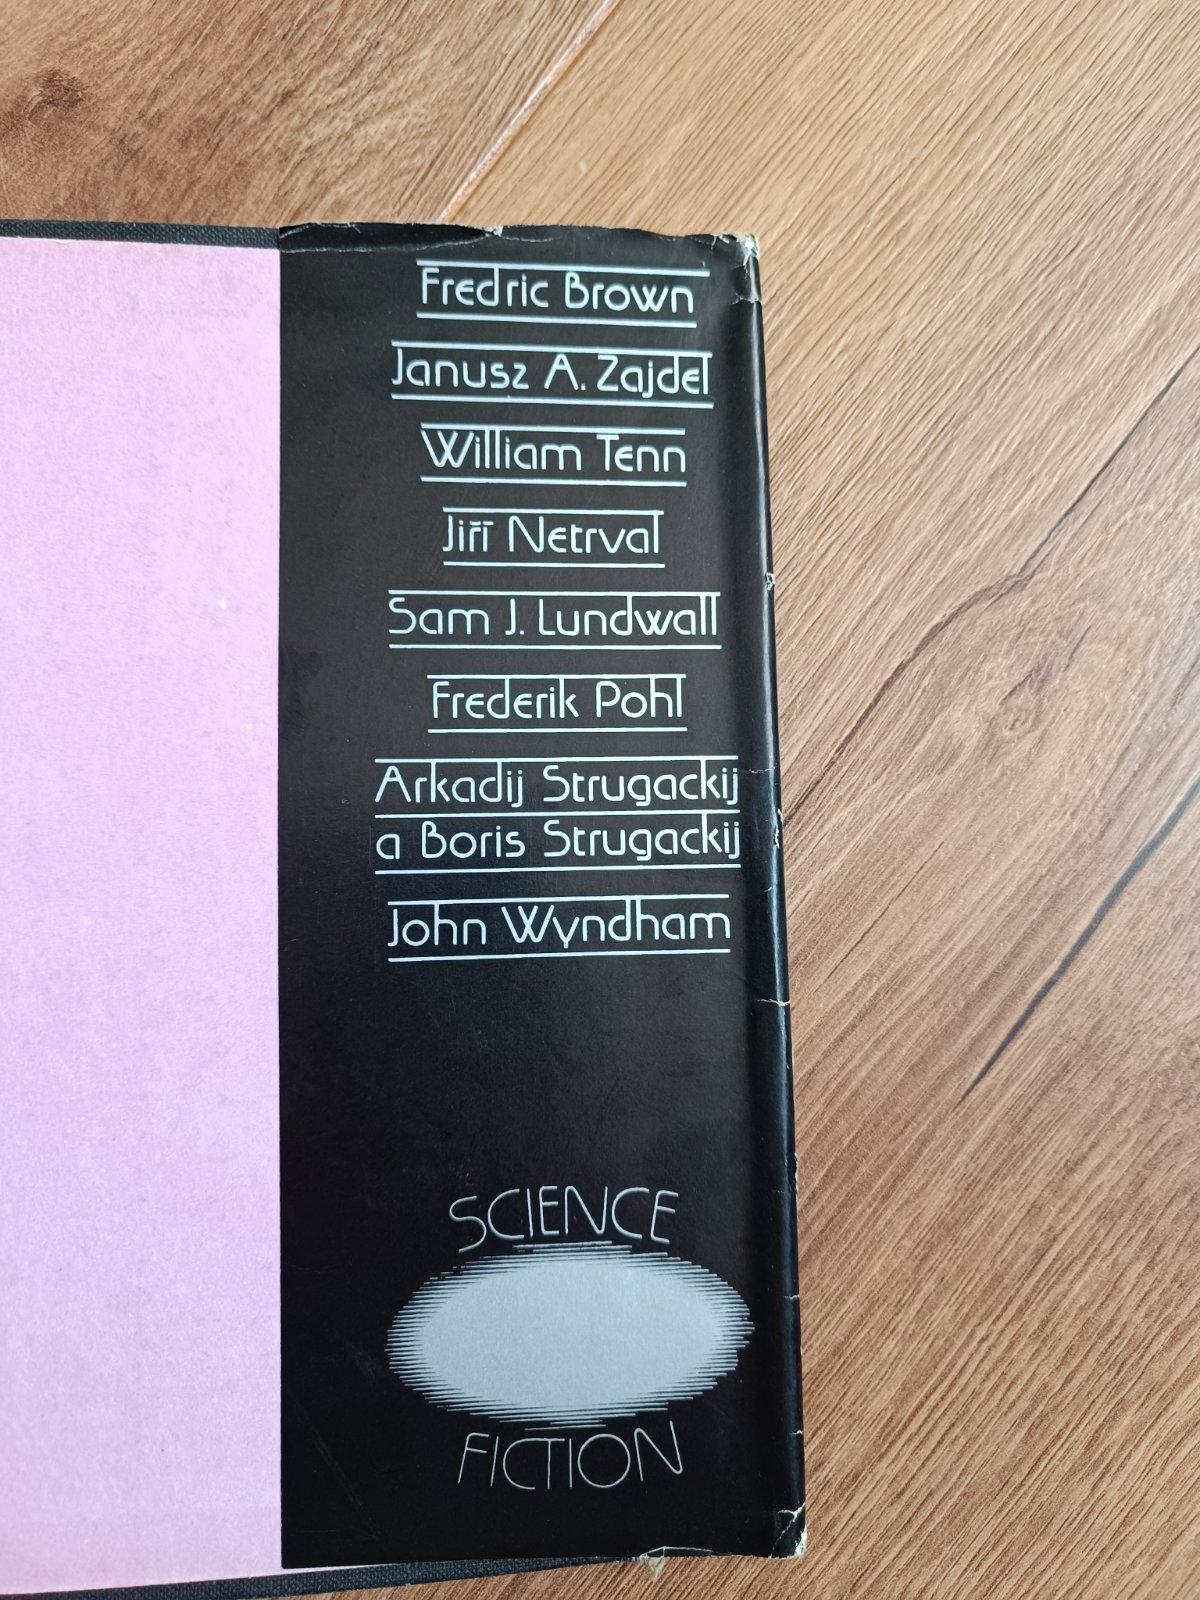 Fredric Brown
Janusz A. Zajdel
William Tenn
Jiří Netrval
Sam J. Lundwall
Frederik Pohl
Arkadij Strugackij
a Boris Strugackij
John Wyndham
SCIENCE
FICTION